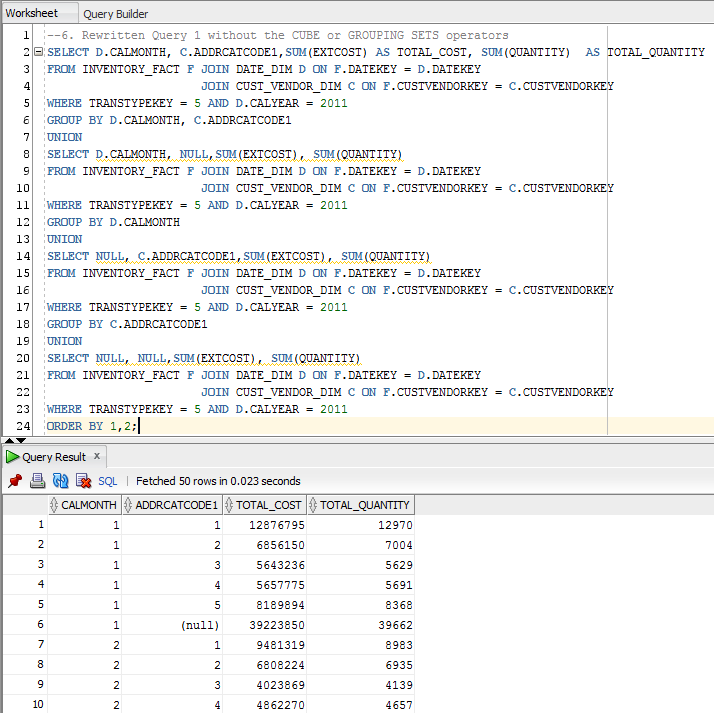 Worksheet Query Builder
1 --6. Rewritten Query 1 without the CUBE or GROUPING SETS operators
2 SELECT D.CALMONTH, C.ADDRCATCODE1,SUM(EXTCOST) AS TOTAL_COST, SUM(QUANTITY)  AS TOTAL_QUANTITY
3 FROM INVENTORY_FACT F JOIN DATE_DIM D ON F.DATEKEY = D.DATEKEY
4 JOIN CUST_VENDOR_DIM C ON F.CUSTVENDORKEY = C.CUSTVENDORKEY
5 WHERE TRANSTYPEKEY = 5 AND D.CALYEAR = 2011
6 GROUP BY D.CALMONTH, C.ADDRCATCODE1
7 UNION
8 SELECT D.CALMONTH, NULL,SUM(EXTCOST), SUM(QUANTITY)
9 FROM INVENTORY_FACT F JOIN DATE_DIM D ON F.DATEKEY = D.DATEKEY
10 JOIN CUST_VENDOR_DIM C ON F.CUSTVENDORKEY = C.CUSTVENDORKEY
11 WHERE TRANSTYPEKEY = 5 AND D.CALYEAR = 2011
12 GROUP BY D.CALMONTH
13 UNION
14 SELECT NULL, C.ADDRCATCODE1,SUM(EXTCOST), SUM(QUANTITY)
15 FROM INVENTORY_FACT F JOIN DATE_DIM D ON F.DATEKEY = D.DATEKEY
16 JOIN CUST_VENDOR_DIM C ON F.CUSTVENDORKEY = C.CUSTVENDORKEY
17 WHERE TRANSTYPEKEY = 5 AND D.CALYEAR = 2011
18 GROUP BY C.ADDRCATCODE1
19 UNION
20 SELECT NULL, NULL,SUM(EXTCOST), SUM(QUANTITY)
21 FROM INVENTORY_FACT F JOIN DATE_DIM D ON F.DATEKEY = D.DATEKEY
22 JOIN CUST_VENDOR_DIM C ON F.CUSTVENDORKEY = C.CUSTVENDORKEY
23 WHERE TRANSTYPEKEY = 5 AND D.CALYEAR = 2011
24 ORDER BY 1,2;
Query Result x
SQL | Fetched 50 rows in 0.023 seconds
CALMONTH ADDRCATCODE1 TOTAL_COST TOTAL_QUANTITY
1 1 1 12876795 12970
2 1 2 6856150 7004
3 1 3 5643236 5629
4 1 4 5657775 5691
5 1 5 8189894 8368
6 1 (null) 39223850 39662
7 2 1 9481319 8983
8 2 2 6808224 6935
9 2 3 4023869 4139
10 2 4 4862270 4657